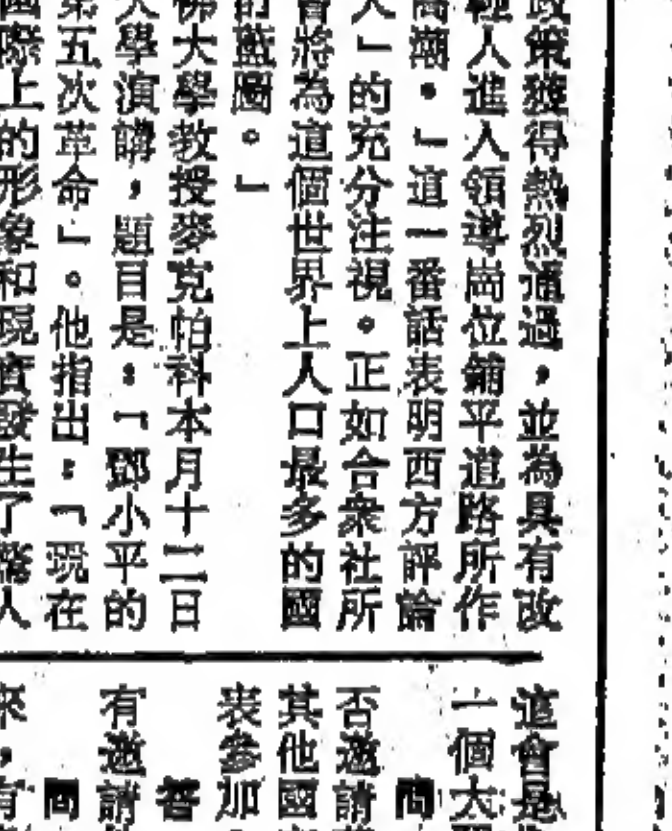 政策獲得熱烈通過，並為具有改
輕人進入領導崗位鋪平道路所作
高潮。」這一番話表明西方評論
人」的充分注視。正如合衆社所
會將為這個世界上人口最多的國
的藍圖。」
佛大學教授麥克帕科本月十二日
大學演講，題目是：「鄧小平的
第五次革命」。他指出：「現在
國際上的形象和現實發生了驚人
這會是
一個大
問
否邀請
其他國
表參加
答
有邀請
問
來，有